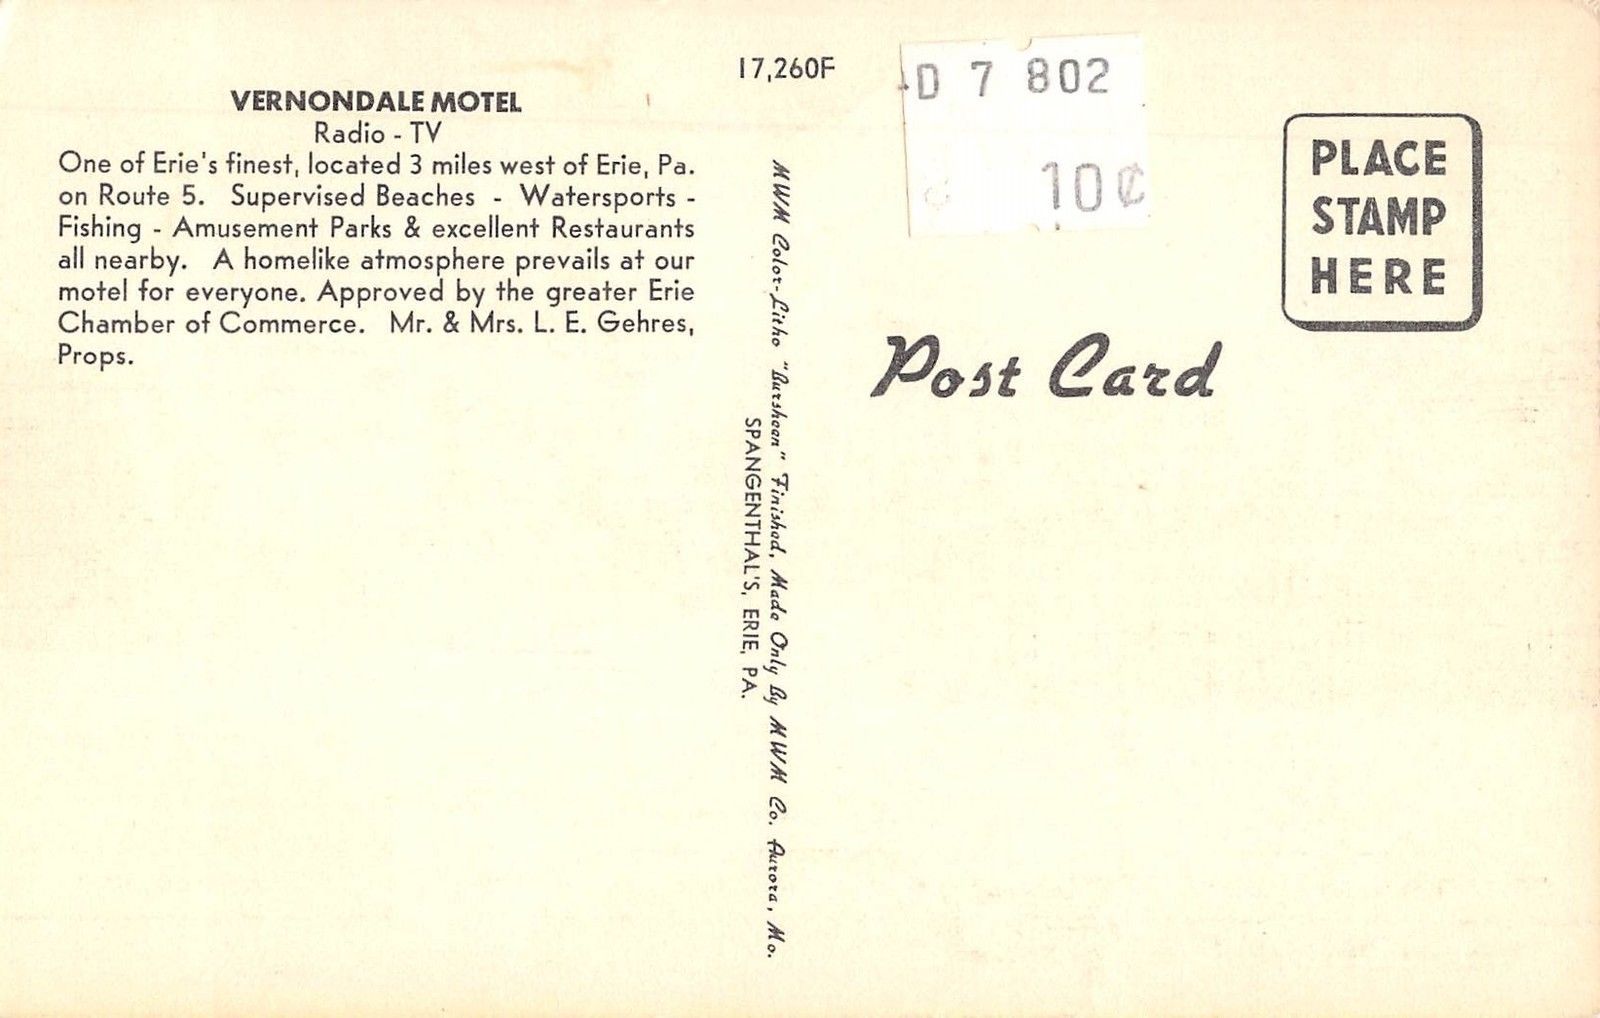 VERNONDALE MOTEL
Radio - TV
One of Erie's finest, located 3 miles west of Erie, Pa.
on Route 5. Supervised Beaches - Watersports -
Fishing - Amusement Parks & excellent Restaurants
all nearby. A homelike atmosphere prevails at our
motel for everyone. Approved by the greater Erie
Chamber of Commerce. Mr. & Mrs. L. E. Gehres,
Props.
17,260F
MWM Color-Litho "Bursheen" Finished, Made Only By MWM Co. Aurora, Mo.
SPANGENTHAL'S, ERIE, PA.
D 7 802
10¢
PLACE
STAMP
HERE
Post Card